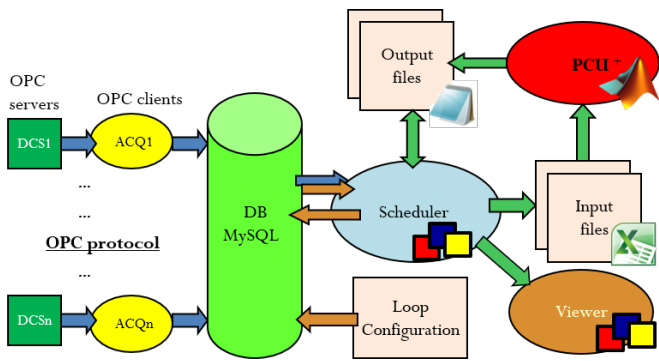 OPC
servers
OPC clients
DCS1
ACQ1
...
...
OPC protocol
...
DCSn
ACQn
DB
MySQL
Output
files
PCU +
Scheduler
Input
files
Loop
Configuration
Viewer